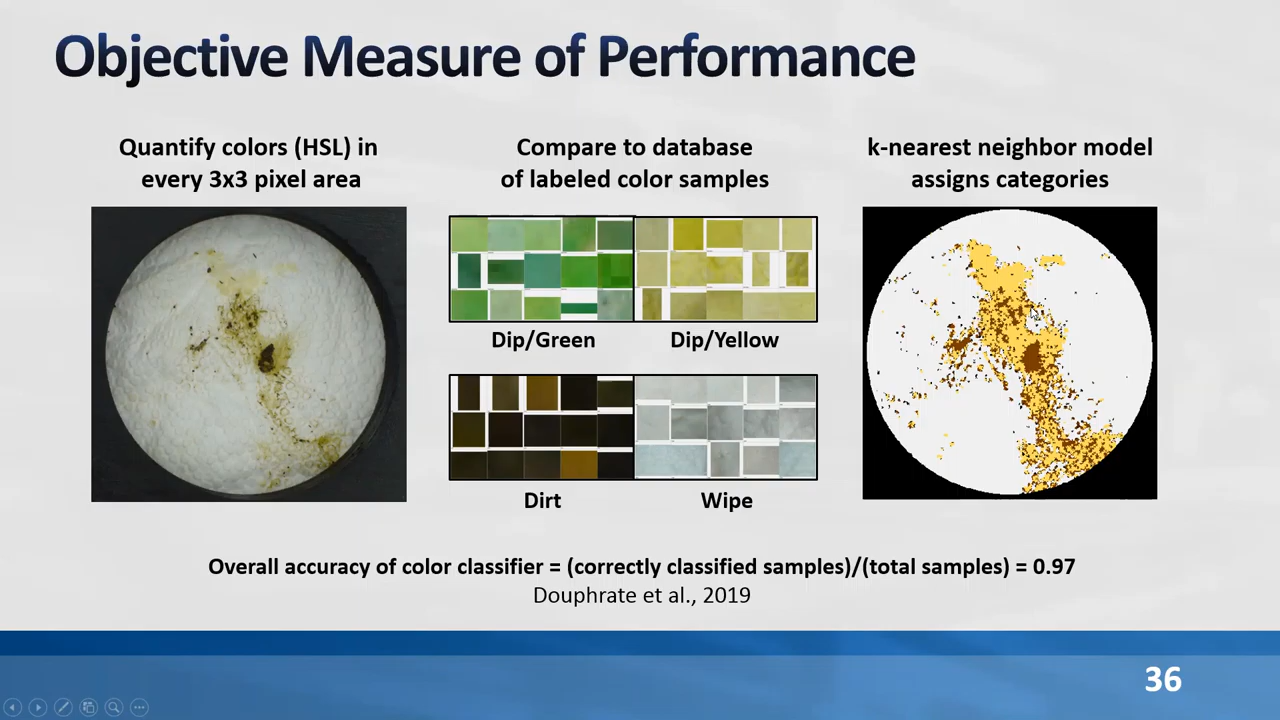 Objective Measure of Performance
Quantify colors (HSL) in
every 3x3 pixel area
Compare to database
of labeled color samples
k-nearest neighbor model
assigns categories
Dip/Green
Dip/Yellow
Dirt
Wipe
Overall accuracy of color classifier = (correctly classified samples)/(total samples) = 0.97
Douphrate et al., 2019
36